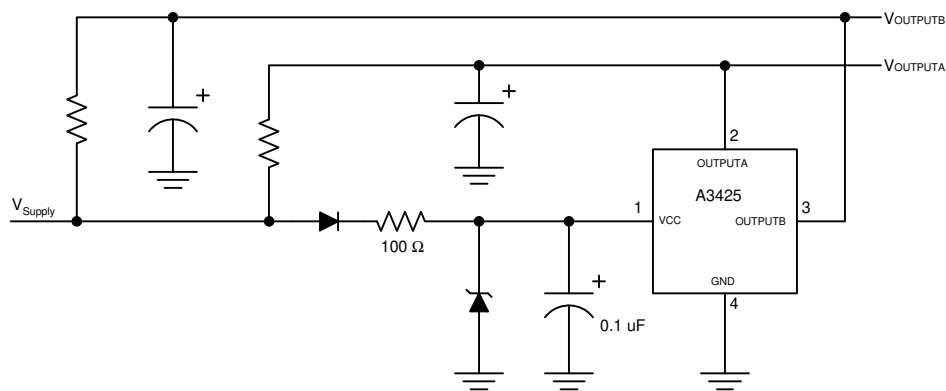 VOUTPUTB
VOUTPUTA
+
+
2
OUTPUTA
A3425
VSupply
1
VCC
OUTPUTB
3
100 Ω
GND
+
4
0.1 uF